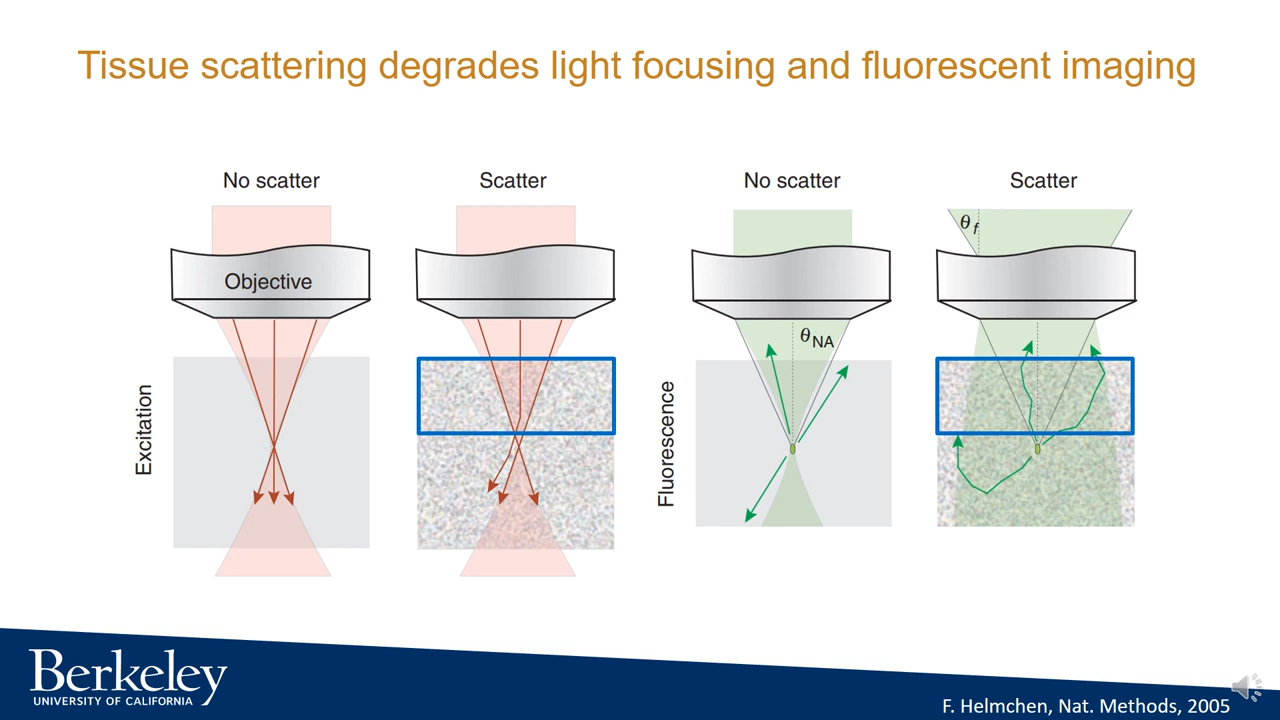 Tissue scattering degrades light focusing and fluorescent imaging
No scatter
Scatter
No scatter
Scatter
θf
Objective
θNA
Excitation
Fluorescence
Berkeley
UNIVERSITY OF CALIFORNIA
F. Helmchen, Nat. Methods, 2005